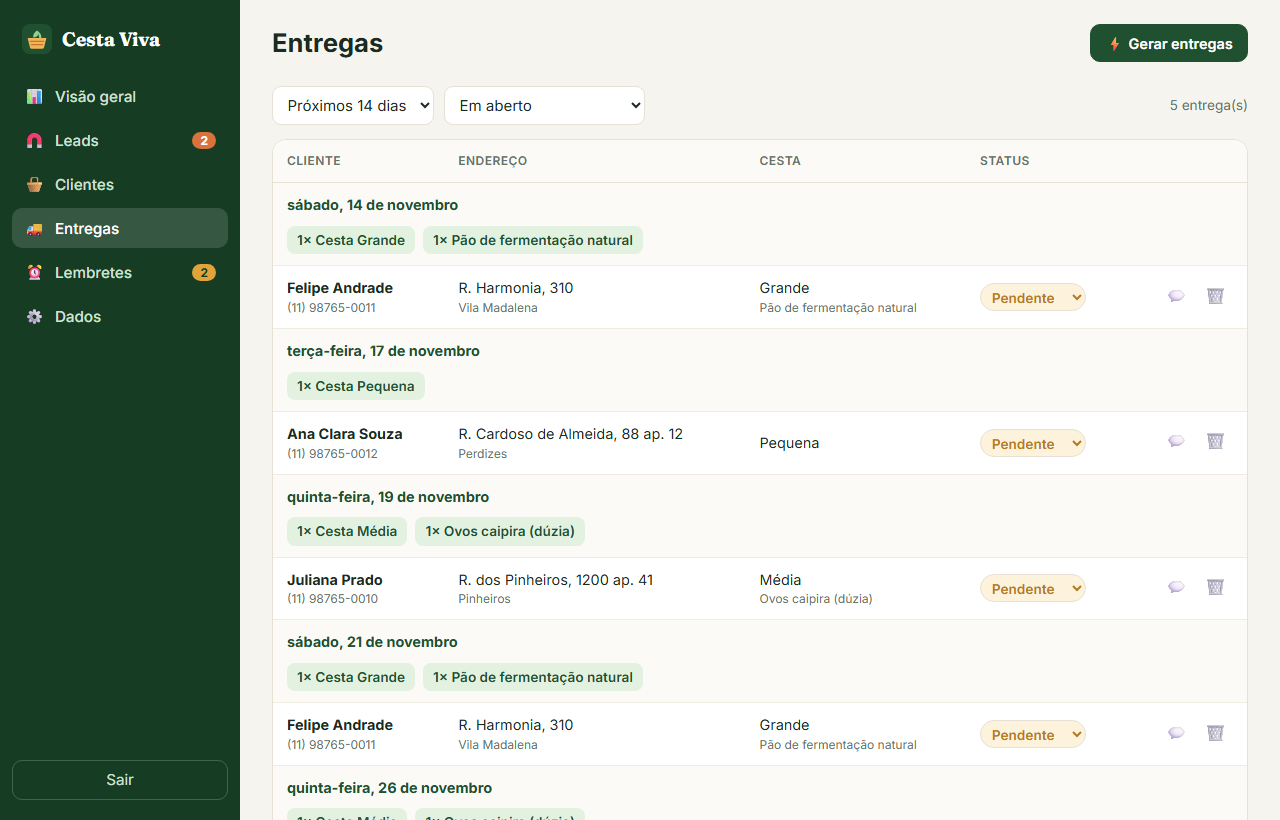 Cesta Viva
Visão geral
Leads 2
Clientes
Entregas
Lembretes 2
Dados
Sair
Entregas
Gerar entregas
Próximos 14 dias
Em aberto
5 entrega(s)
CLIENTE ENDEREÇO CESTA STATUS
sábado, 14 de novembro
1× Cesta Grande 1× Pão de fermentação natural
Felipe Andrade R. Harmonia, 310 Grande Pendente
(11) 98765-0011 Vila Madalena Pão de fermentação natural
terça-feira, 17 de novembro
1× Cesta Pequena
Ana Clara Souza R. Cardoso de Almeida, 88 ap. 12 Pequena Pendente
(11) 98765-0012 Perdizes
quinta-feira, 19 de novembro
1× Cesta Média 1× Ovos caipira (dúzia)
Juliana Prado R. dos Pinheiros, 1200 ap. 41 Média Pendente
(11) 98765-0010 Pinheiros Ovos caipira (dúzia)
sábado, 21 de novembro
1× Cesta Grande 1× Pão de fermentação natural
Felipe Andrade R. Harmonia, 310 Grande Pendente
(11) 98765-0011 Vila Madalena Pão de fermentação natural
quinta-feira, 26 de novembro
1× Cesta Média 1× Ovos caipira (dúzia)